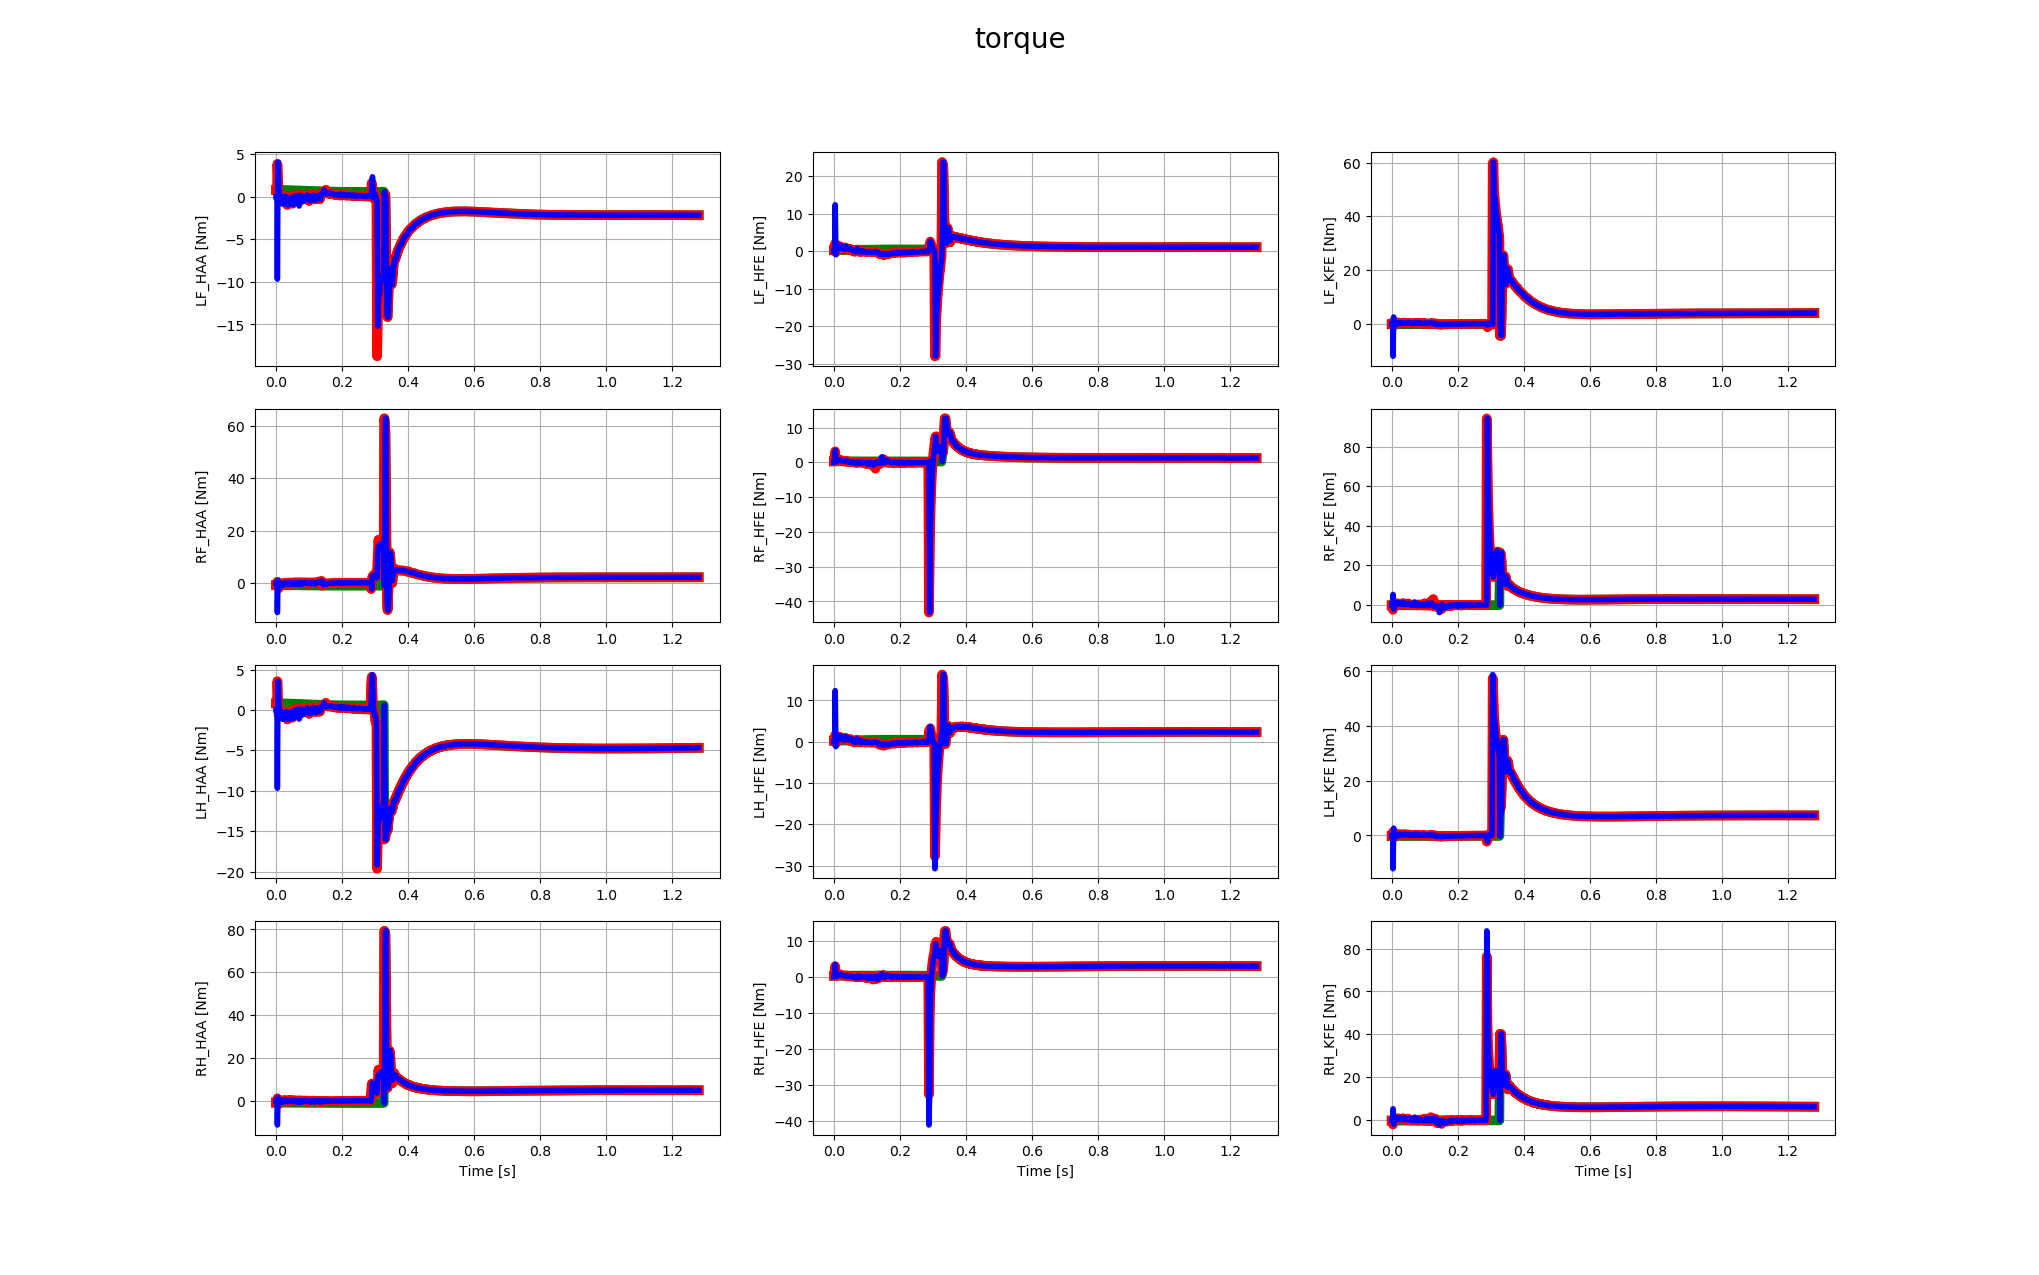 torque
LF_HAA [Nm]
5
0
−5
−10
−15
0.0 0.2 0.4 0.6 0.8 1.0 1.2
LF_HFE [Nm]
20
10
0
−10
−20
−30
0.0 0.2 0.4 0.6 0.8 1.0 1.2
LF_KFE [Nm]
60
40
20
0
0.0 0.2 0.4 0.6 0.8 1.0 1.2
RF_HAA [Nm]
60
40
20
0
0.0 0.2 0.4 0.6 0.8 1.0 1.2
RF_HFE [Nm]
10
0
−10
−20
−30
−40
0.0 0.2 0.4 0.6 0.8 1.0 1.2
RF_KFE [Nm]
80
60
40
20
0
0.0 0.2 0.4 0.6 0.8 1.0 1.2
LH_HAA [Nm]
5
0
−5
−10
−15
−20
0.0 0.2 0.4 0.6 0.8 1.0 1.2
LH_HFE [Nm]
10
0
−10
−20
−30
0.0 0.2 0.4 0.6 0.8 1.0 1.2
LH_KFE [Nm]
60
40
20
0
0.0 0.2 0.4 0.6 0.8 1.0 1.2
RH_HAA [Nm]
80
60
40
20
0
0.0 0.2 0.4 0.6 0.8 1.0 1.2
Time [s]
RH_HFE [Nm]
10
0
−10
−20
−30
−40
0.0 0.2 0.4 0.6 0.8 1.0 1.2
Time [s]
RH_KFE [Nm]
80
60
40
20
0
0.0 0.2 0.4 0.6 0.8 1.0 1.2
Time [s]